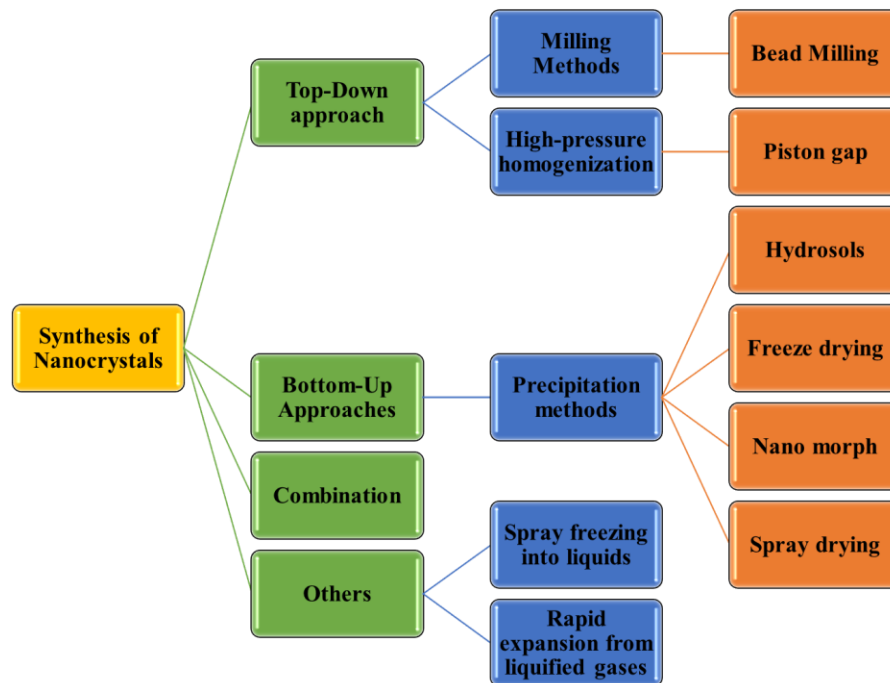 Synthesis of
Nanocrystals
Top-Down
approach
Milling
Methods
Bead Milling
High-pressure
homogenization
Piston gap
Bottom-Up
Approaches
Precipitation
methods
Hydrosols
Freeze drying
Nano morph
Spray drying
Combination
Others
Spray freezing
into liquids
Rapid
expansion from
liquified gases